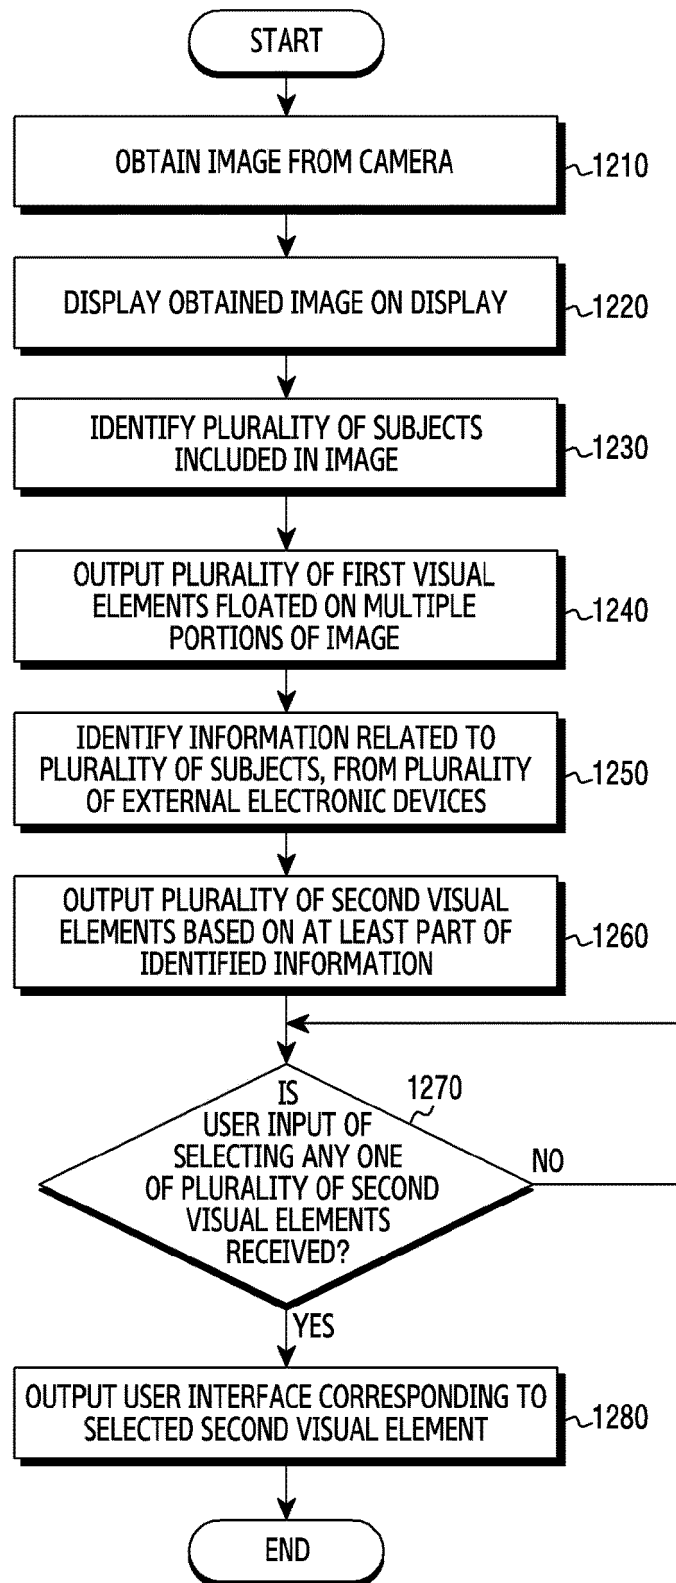 START
OBTAIN IMAGE FROM CAMERA
1210
DISPLAY OBTAINED IMAGE ON DISPLAY
1220
IDENTIFY PLURALITY OF SUBJECTS
INCLUDED IN IMAGE
1230
OUTPUT PLURALITY OF FIRST VISUAL
ELEMENTS FLOATED ON MULTIPLE
PORTIONS OF IMAGE
1240
IDENTIFY INFORMATION RELATED TO
PLURALITY OF SUBJECTS, FROM PLURALITY
OF EXTERNAL ELECTRONIC DEVICES
1250
OUTPUT PLURALITY OF SECOND VISUAL
ELEMENTS BASED ON AT LEAST PART OF
IDENTIFIED INFORMATION
1260
1270
IS
USER INPUT OF
SELECTING ANY ONE
OF PLURALITY OF SECOND
VISUAL ELEMENTS
RECEIVED?
NO
YES
OUTPUT USER INTERFACE CORRESPONDING TO
SELECTED SECOND VISUAL ELEMENT
1280
END